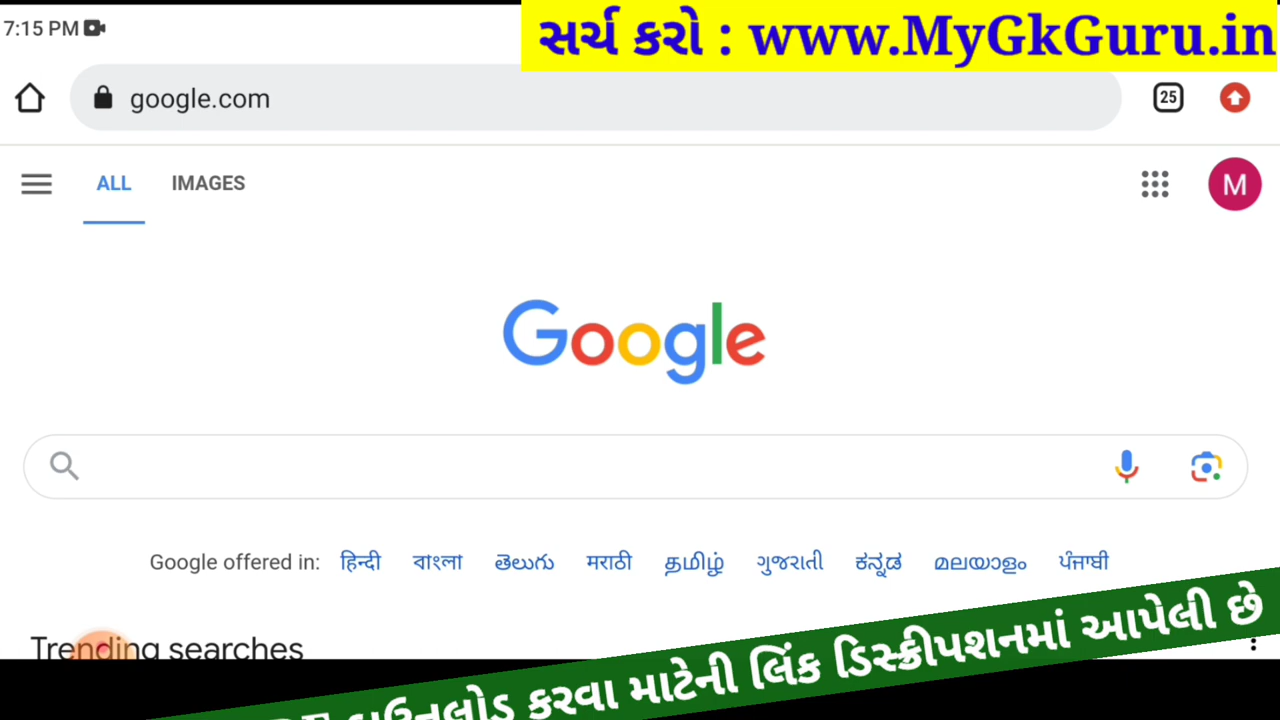 7:15 PM
સર્ચ કરો : www.MyGkGuru.in
google.com
25
ALL IMAGES
M
Google
Google offered in: हिन्दी বাংলা తెలుగు मराठी தமிழ் ગુજરાતી ಕನ್ನಡ മലയാളം ਪੰਜਾਬੀ
Trending searches
ડાઉનલોડ કરવા માટેની લિંક ડિસ્ક્રીપશનમાં આપેલી છે